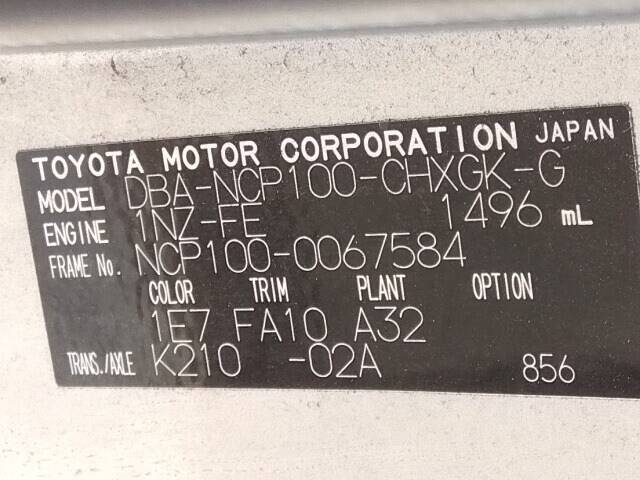 TOYOTA MOTOR CORPORATION JAPAN
MODEL DBA-NCP100-CHXGK-G
ENGINE 1NZ-FE 1496 mL
FRAME No. NCP100-0067584
COLOR TRIM PLANT OPTION
1E7 FA10 A32
TRANS./AXLE K210 -02A 856